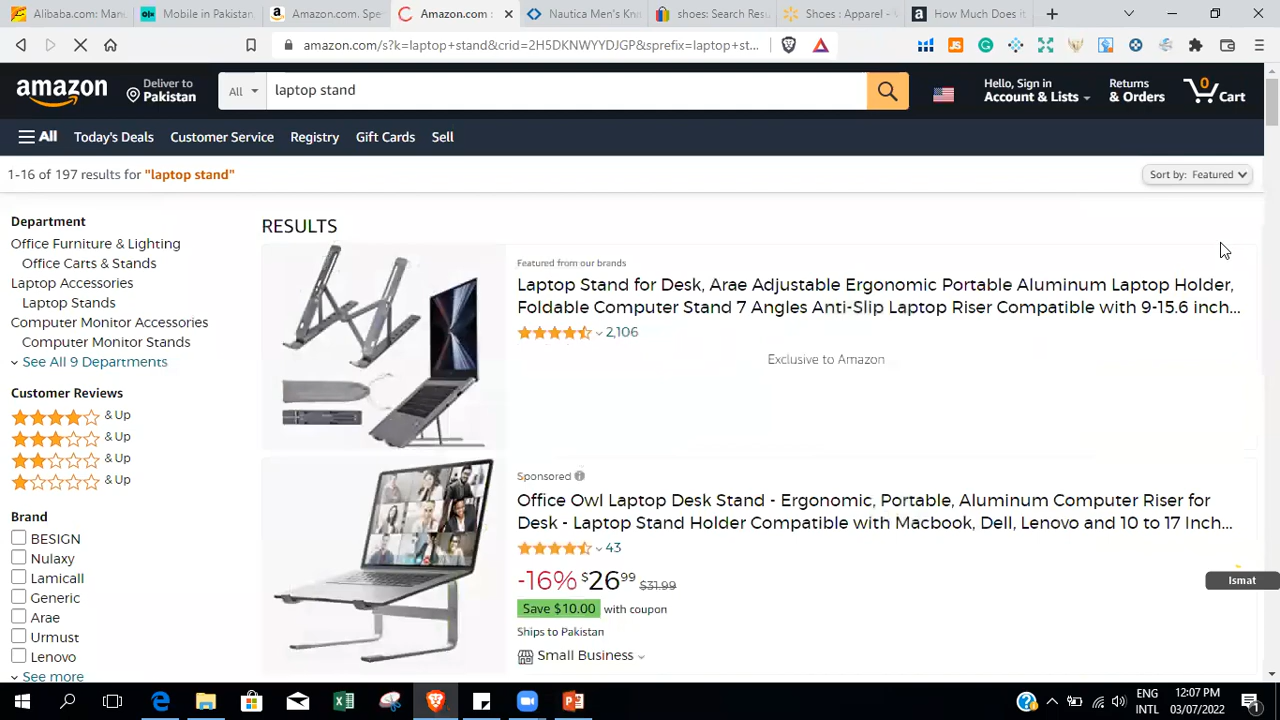 Alibaba.com: Man
Mobile in Pakistan
Amazon.com. Spe
Amazon.com :
Nautica Men's Kn
shoes: Search Resu
Shoes : Apparel -
How Much Does it
amazon.com/s?k=laptop+stand&crid=2H5DKNWYYDJGP&sprefix=laptop+st...
amazon
Deliver to
Pakistan
All
laptop stand
Hello, Sign in
Account & Lists
Returns
& Orders
0
Cart
All
Today's Deals
Customer Service
Registry
Gift Cards
Sell
1-16 of 197 results for "laptop stand"
Sort by: Featured
Department
Office Furniture & Lighting
Office Carts & Stands
Laptop Accessories
Laptop Stands
Computer Monitor Accessories
Computer Monitor Stands
See All 9 Departments
Customer Reviews
& Up
& Up
& Up
& Up
Brand
BESIGN
Nulaxy
Lamicall
Generic
Arae
Urmust
Lenovo
See more
RESULTS
Featured from our brands
Laptop Stand for Desk, Arae Adjustable Ergonomic Portable Aluminum Laptop Holder,
Foldable Computer Stand 7 Angles Anti-Slip Laptop Riser Compatible with 9-15.6 inch...
2,106
Exclusive to Amazon
Sponsored
Office Owl Laptop Desk Stand - Ergonomic, Portable, Aluminum Computer Riser for
Desk - Laptop Stand Holder Compatible with Macbook, Dell, Lenovo and 10 to 17 Inch...
43
-16% $26.99 $31.99
Save $10.00 with coupon
Ships to Pakistan
Small Business
Ismat
ENG
INTL
12:07 PM
03/07/2022
1